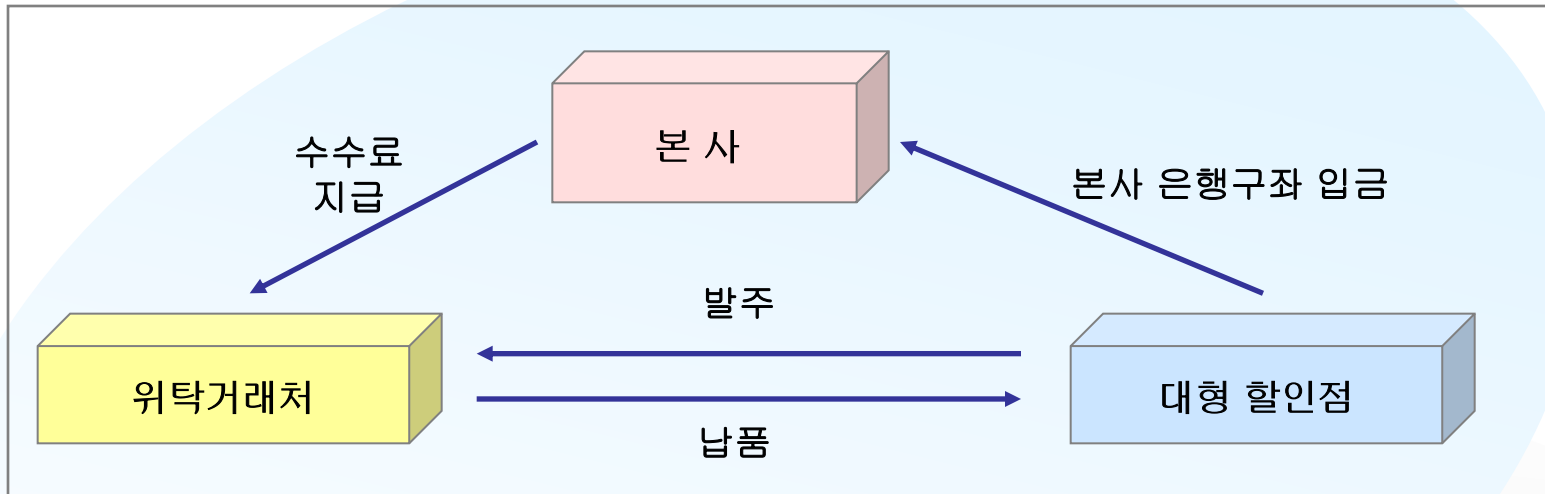 본 사
수수료
지급
본사 은행구좌 입금
발주
위탁거래처
대형 할인점
납품